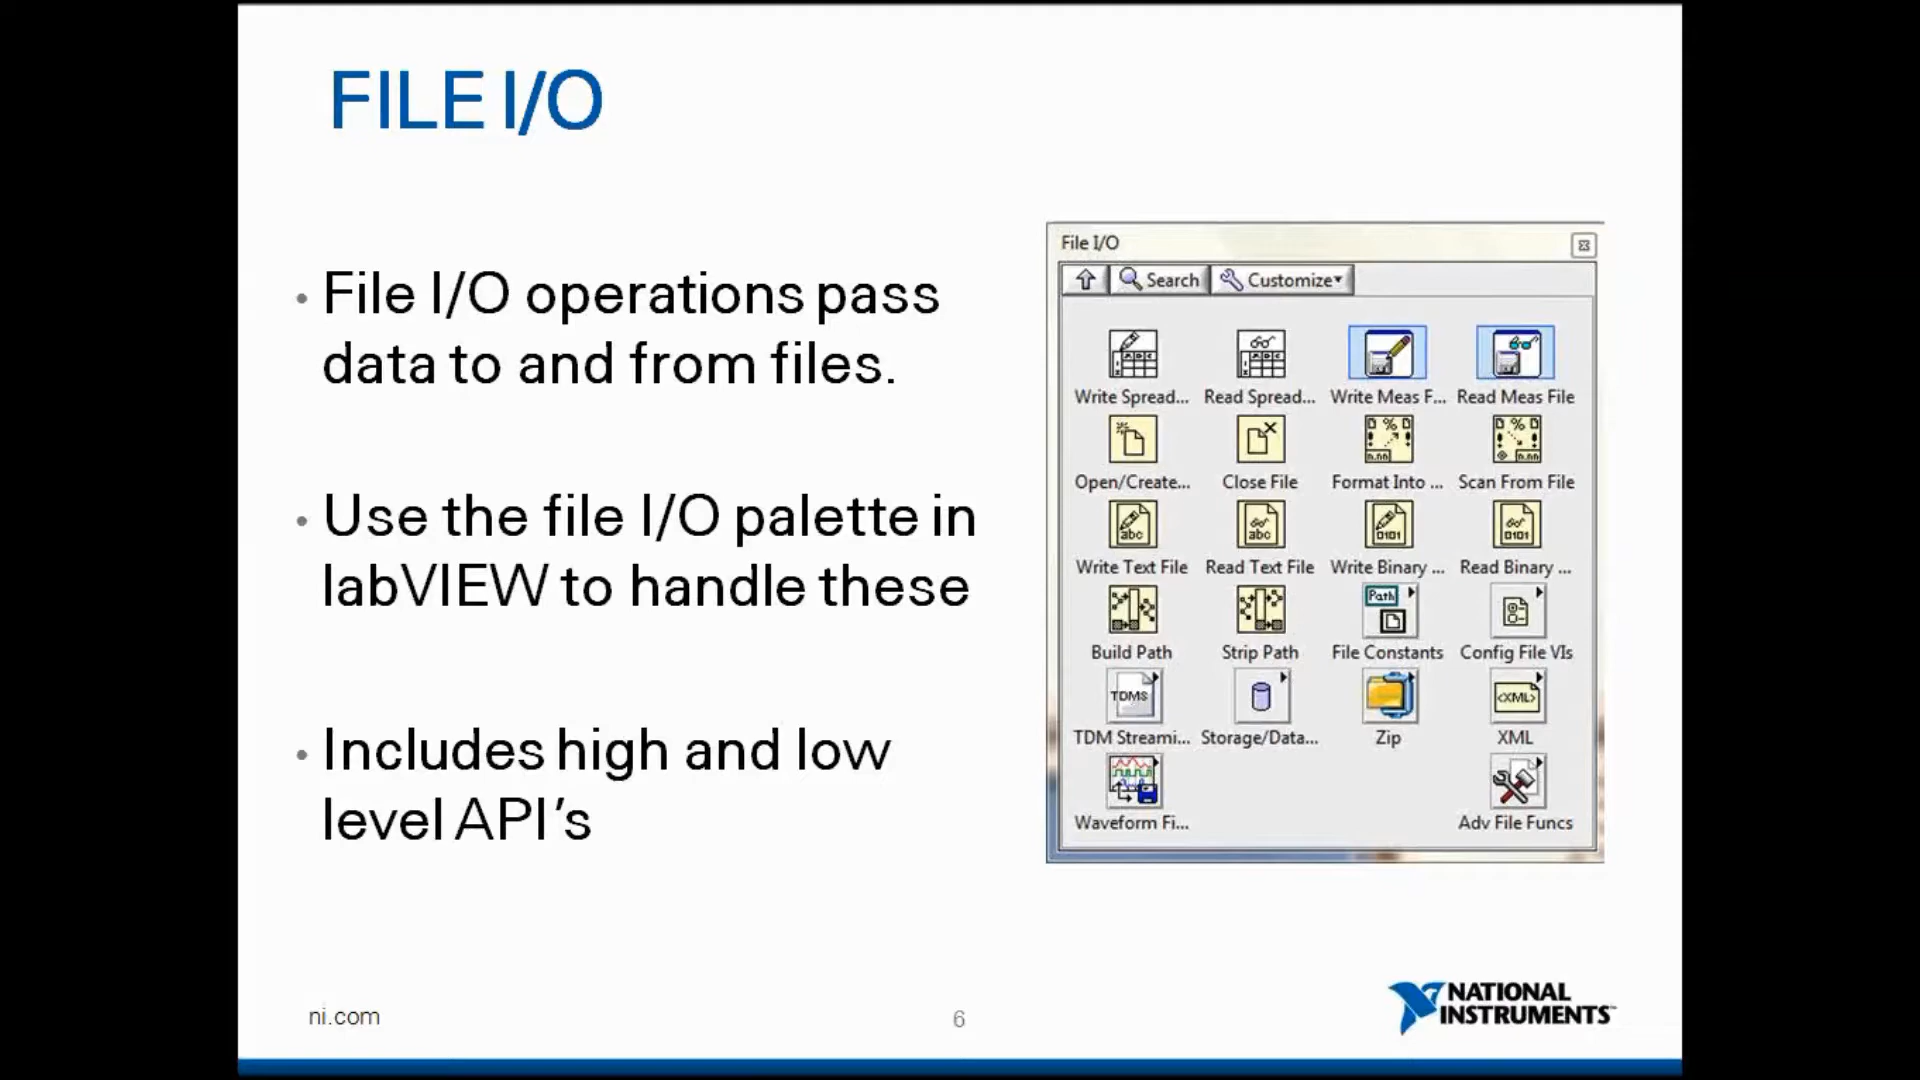 FILE I/O
• File I/O operations pass
data to and from files.
• Use the file I/O palette in
labVIEW to handle these
• Includes high and low
level API's
File I/O
Search Customize
Write Spread... Read Spread... Write Meas F... Read Meas File
Open/Create... Close File Format Into ... Scan From File
Write Text File Read Text File Write Binary ... Read Binary ...
Build Path Strip Path File Constants Config File VIs
TDM Streami... Storage/Data... Zip XML
Waveform Fi... Adv File Funcs
ni.com
6
NATIONAL
INSTRUMENTS